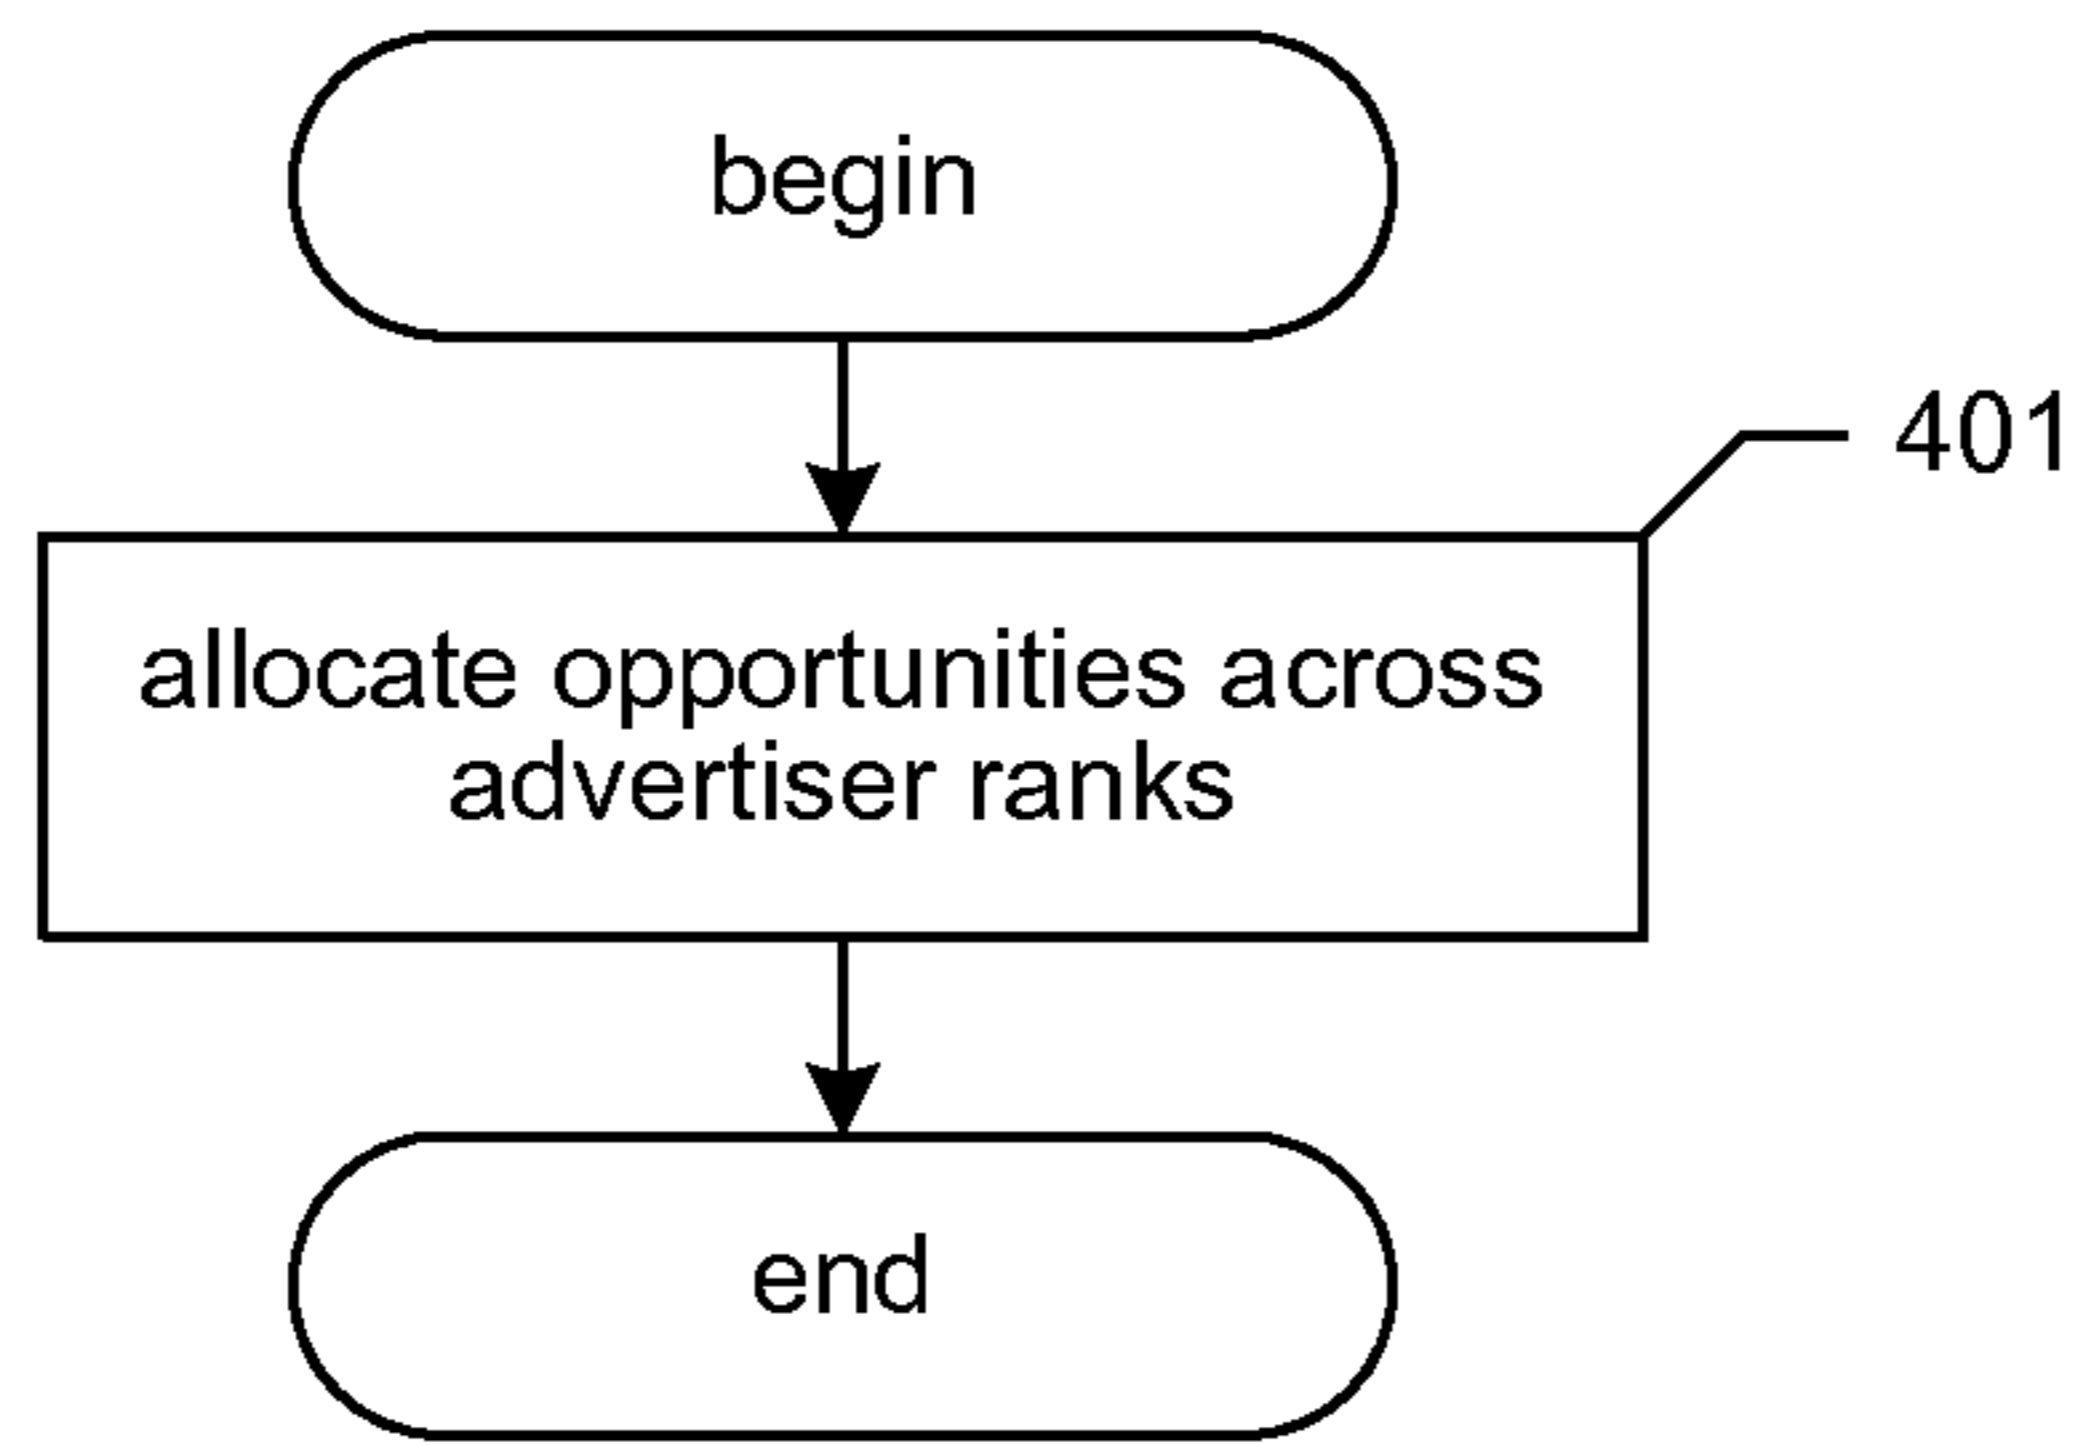 begin
401
allocate opportunities across
advertiser ranks
end